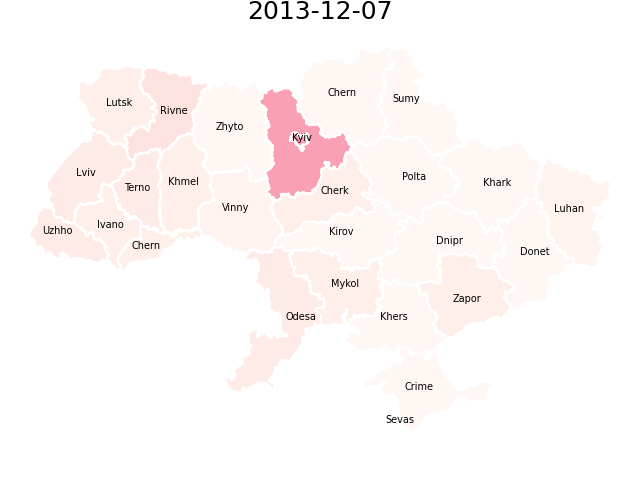 2013-12-07
Chern
Sumy
Lutsk
Rivne
Zhyto
Kyiv
Lviv
Terno
Khmel
Cherk
Polta
Khark
Luhan
Uzhho
Ivano
Chern
Vinny
Kirov
Dnipr
Donet
Mykol
Zapor
Odesa
Khers
Crime
Sevas